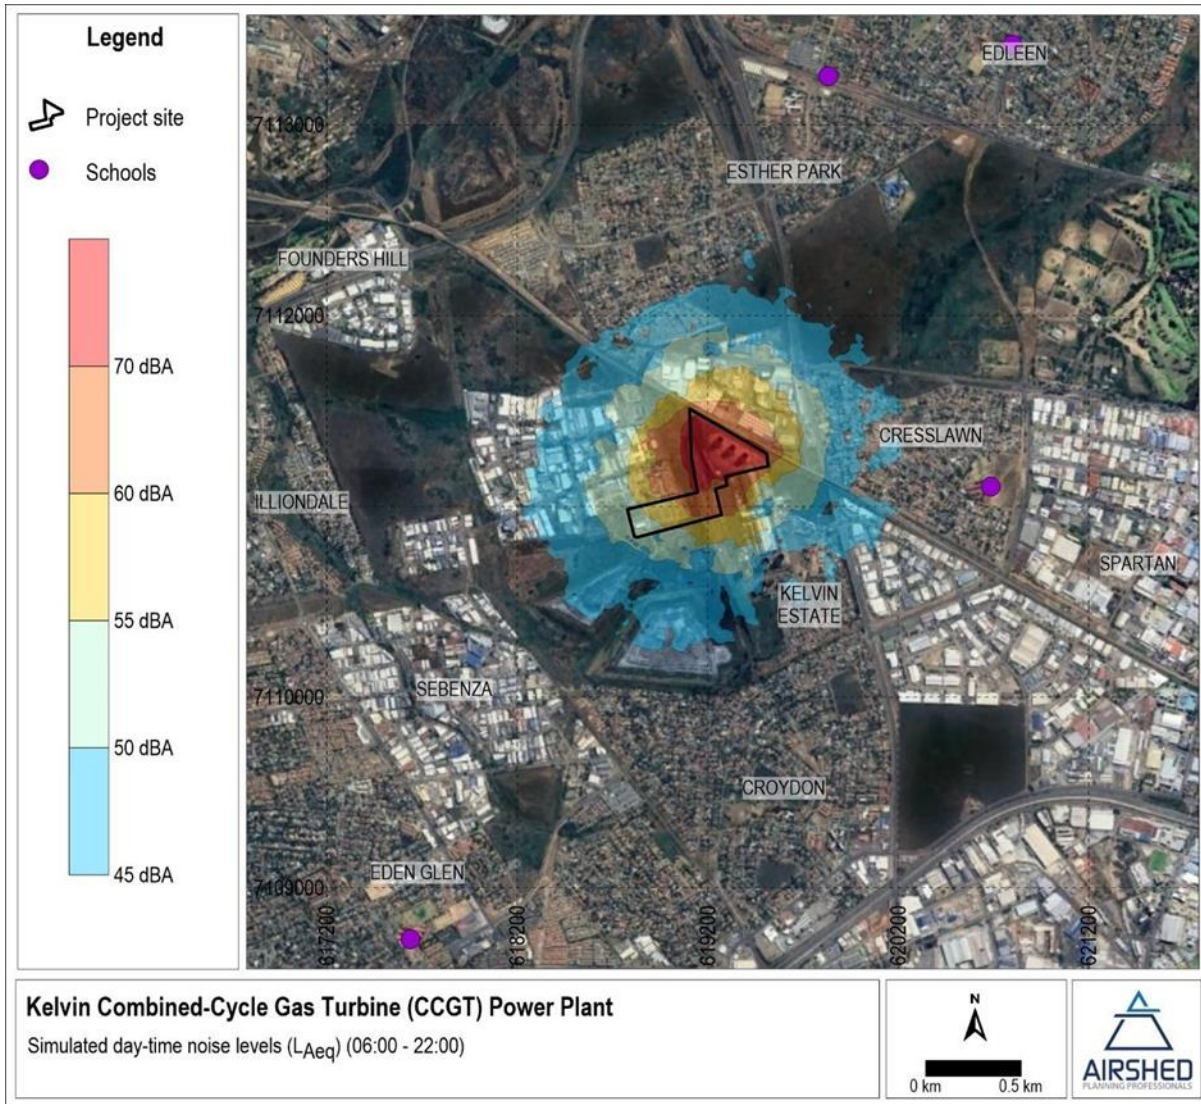 Legend
Project site
Schools
70 dBA
60 dBA
55 dBA
50 dBA
45 dBA
EDLEEN
7113000
ESTHER PARK
FOUNDERS HILL
7112000
CRESSLAWN
ILLIONDALE
SPARTAN
KELVIN
ESTATE
SEBENZA
7110000
CROYDON
EDEN GLEN
7109000
617200
618200
619200
620200
621200
Kelvin Combined-Cycle Gas Turbine (CCGT) Power Plant
Simulated day-time noise levels (LAeq) (06:00 - 22:00)
N
0 km 0.5 km
AIRSHED
PLANNING PROFESSIONALS